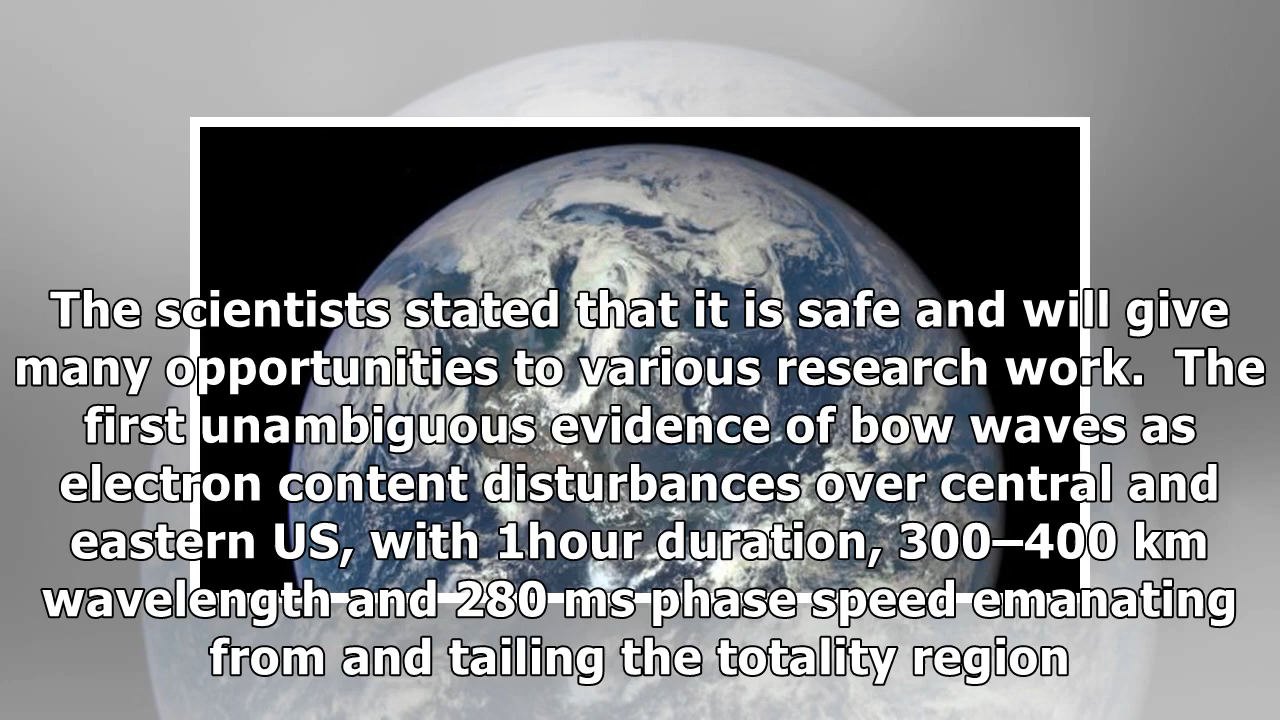 The scientists stated that it is safe and will give
many opportunities to various research work.  The
first unambiguous evidence of bow waves as
electron content disturbances over central and
eastern US, with 1hour duration, 300–400 km
wavelength and 280 ms phase speed emanating
from and tailing the totality region